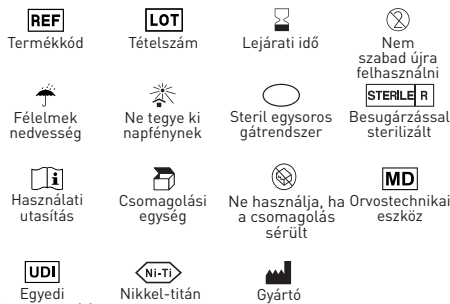 REF
LOT
Termékkód
Tételszám
Lejárati idő
Nem
szabad újra
felhasználni
STERILE R
Félelmek
nedvesség
Ne tegye ki
napfénynek
Steril egysoros
gátrendszer
Besugárzással
sterilizált
i
MD
Használati
utasítás
Csomagolási
egység
Ne használja, ha
a csomagolás
sérült
Orvostechnikai
eszköz
UDI
Ni-Ti
Egyedi
Nikkel-titán
Gyártó